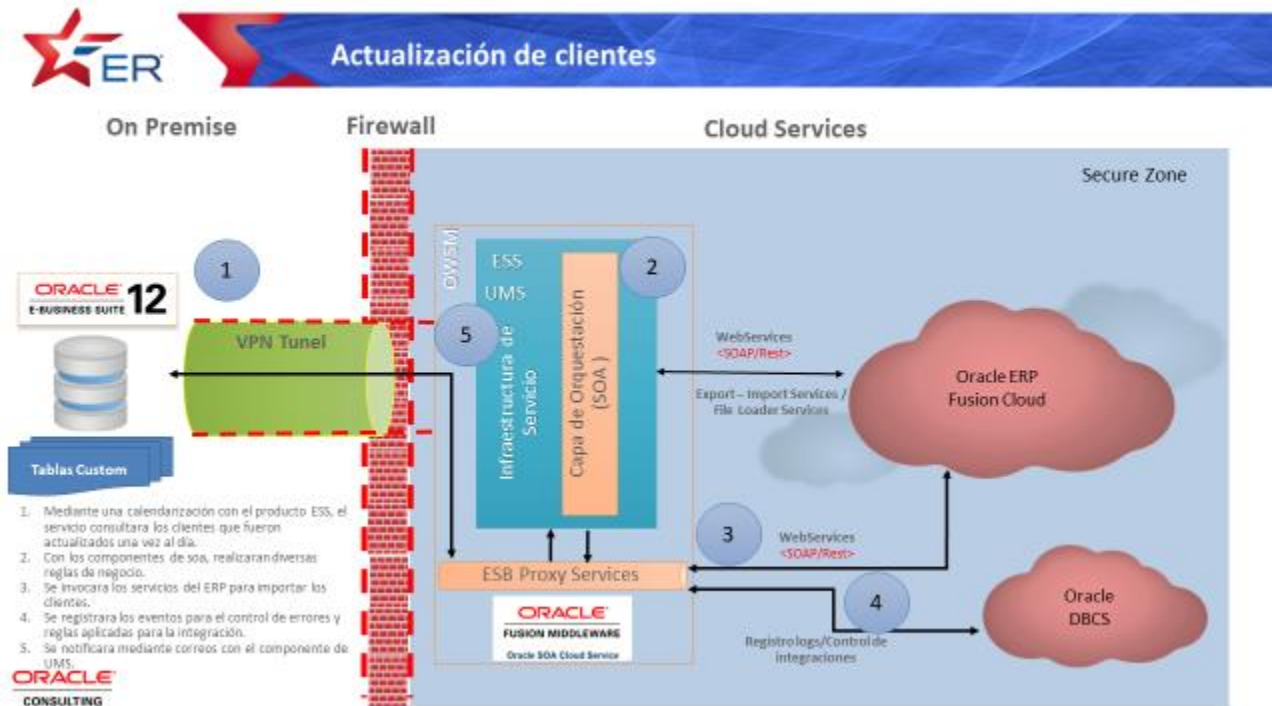 ER
Actualización de clientes
On Premise
Firewall
Cloud Services
Secure Zone
1
ORACLE
E-BUSINESS SUITE 12
VPN Tunel
Tablas Custom
OWSM
ESS
UMS
Infraestructura de
Servicio
Capa de Orquestación
(SOA )
2
5
WebServices
<SOAP/Rest>
Export – Import Services /
File Loader Services
Oracle ERP
Fusion Cloud
3
WebServices
<SOAP/Rest>
ESB Proxy Services
ORACLE
FUSION MIDDLEWARE
Oracle SOA Cloud Service
4
Registro logs/Control de
integraciones
Oracle
DBCS
1. Mediante una calendarización con el producto ESS, el
servicio consultara los clientes que fueron
actualizados una vez al día.
2. Con los componentes de soa, realizaran diversas
reglas de negocio.
3. Se invocara los servicios del ERP para importar los
clientes.
4. Se registrara los eventos para el control de errores y
reglas aplicadas para la integración.
5. Se notificara mediante correos con el componente de
UMS.
ORACLE
CONSULTING